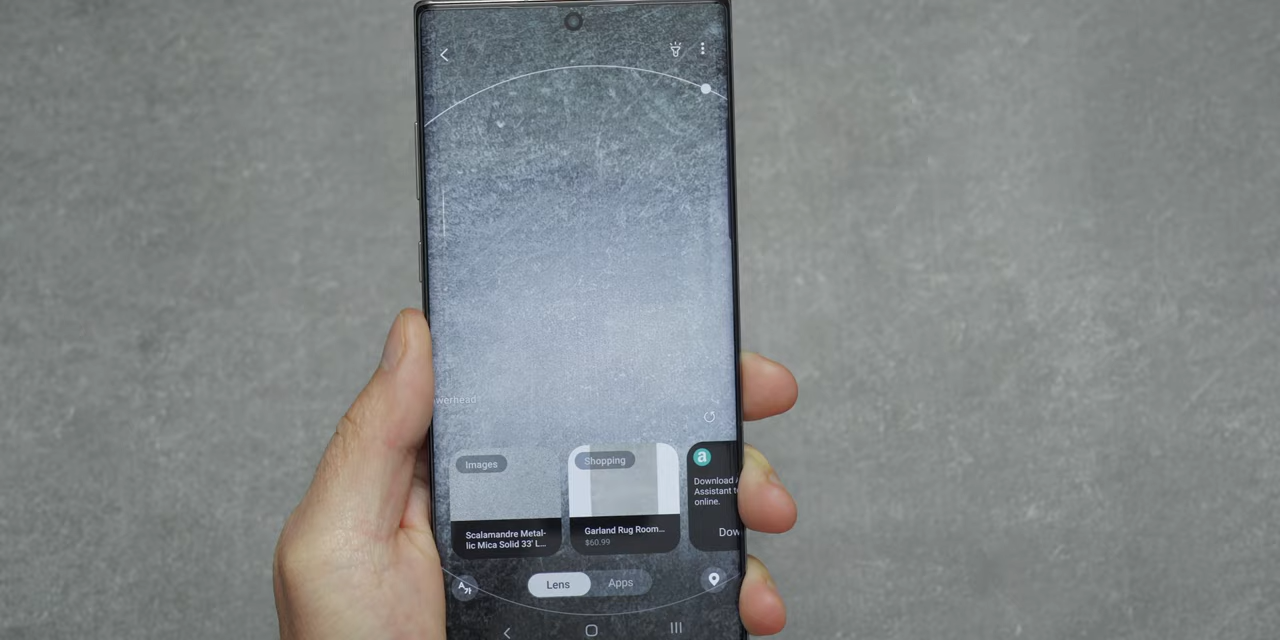 werhead
Images
Scalamandre Metal-
lic Mica Solid 33' L...
Shopping
Garland Rug Room...
$60.99
a
Download
Assistant t
online.
Dow
Lens
Apps